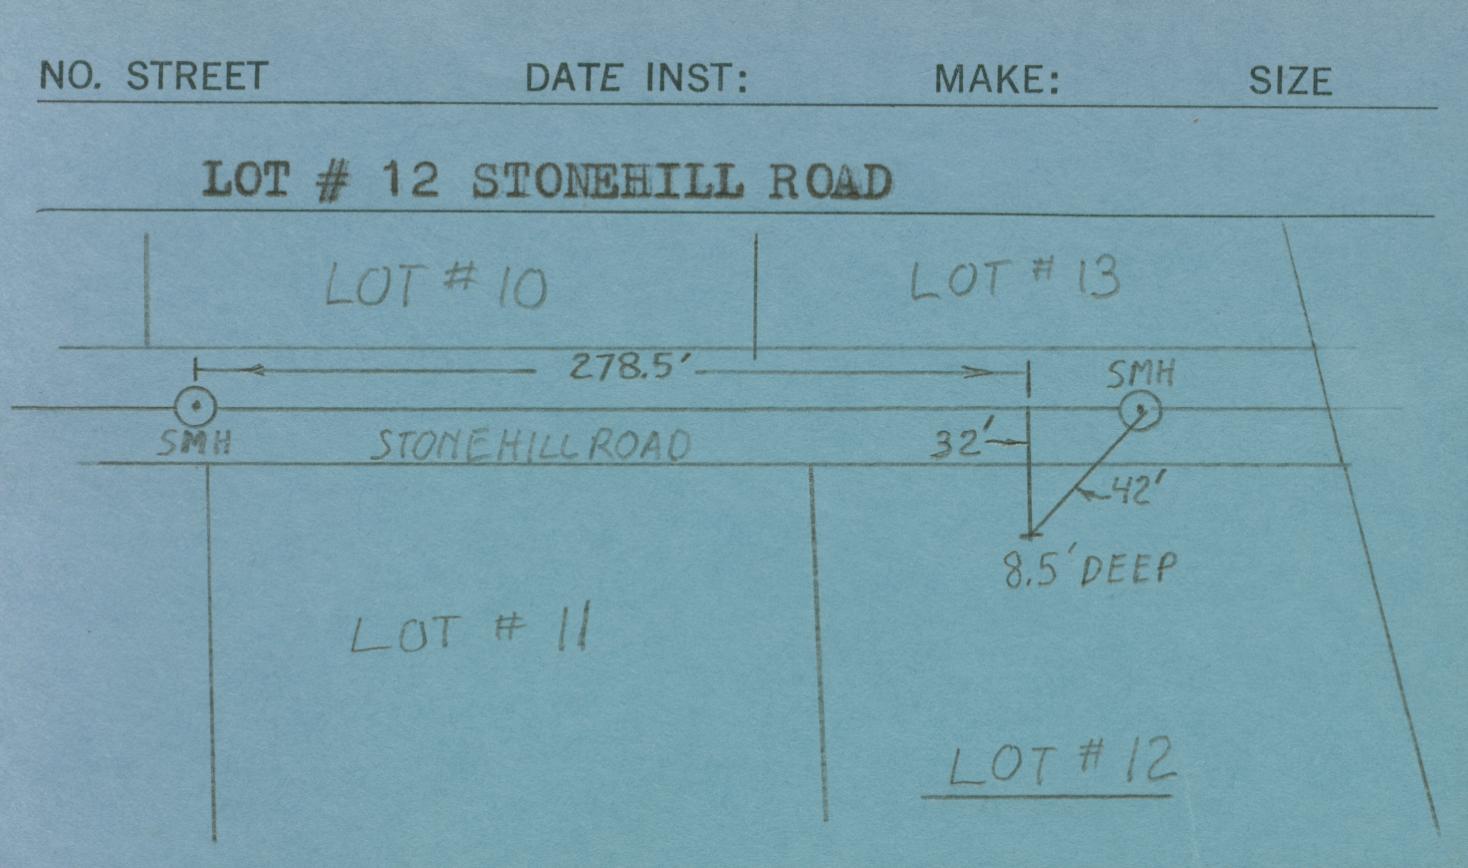 NO. STREET DATE INST: MAKE: SIZE
LOT # 12 STONEHILL ROAD
LOT # 10 LOT # 13
278.5'
SMH
SMH STONEHILL ROAD 32'
42'
8.5' DEEP
LOT # 11
LOT # 12